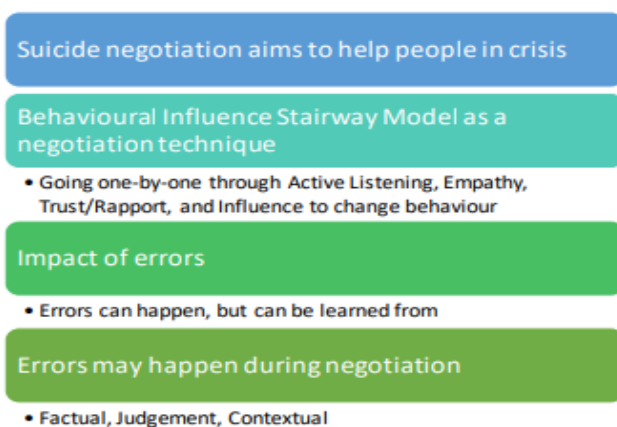 Suicide negotiation aims to help people in crisis
Behavioural Influence Stairway Model as a
negotiation technique
• Going one-by-one through Active Listening, Empathy,
Trust/Rapport, and Influence to change behaviour
Impact of errors
• Errors can happen, but can be learned from
Errors may happen during negotiation
• Factual, Judgement, Contextual